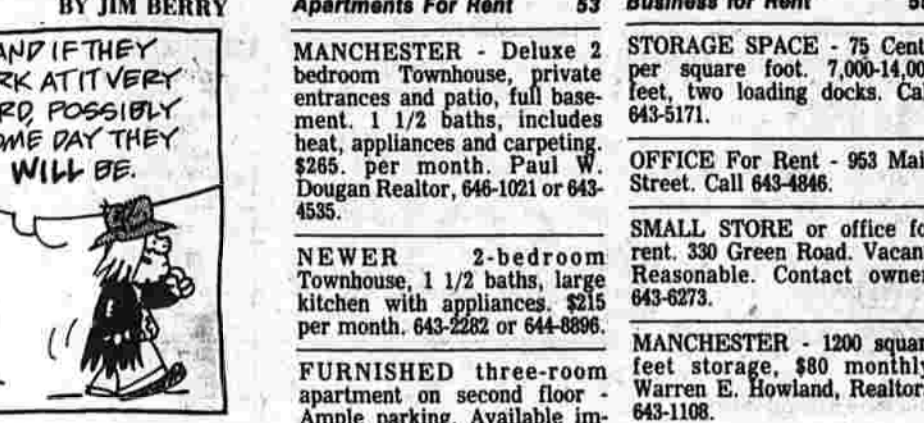 BY JIM BERRY
AND IF THEY
RK AT IT VERY
RD, POSSIBLY
OME DAY THEY
WILL BE.
Apartments For Rent 53
MANCHESTER - Deluxe 2
bedroom Townhouse, private
entrances and patio, full base-
ment. 1 1/2 baths, includes
heat, appliances and carpeting.
$265. per month. Paul W.
Dougan Realtor, 646-1021 or 643-
4535.
NEWER 2-bedroom
Townhouse, 1 1/2 baths, large
kitchen with appliances. $215
per month. 643-2282 or 644-8896.
FURNISHED three-room
apartment on second floor -
Ample parking. Available im-
Business for Rent
STORAGE SPACE - 75 Cent
per square foot. 7,000-14,00
feet, two loading docks. Cal
643-5171.
OFFICE For Rent - 953 Mai
Street. Call 643-4846.
SMALL STORE or office fo
rent. 330 Green Road. Vacan
Reasonable. Contact owner
643-6273.
MANCHESTER - 1200 squar
feet storage, $80 monthly
Warren E. Howland, Realtor
643-1108.